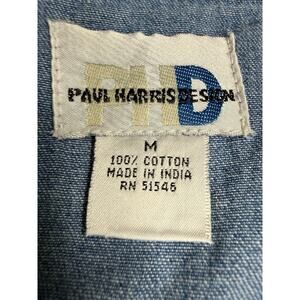 PHD
PAUL HARRIS DESIGN
M
100% COTTON
MADE IN INDIA
RN 51546